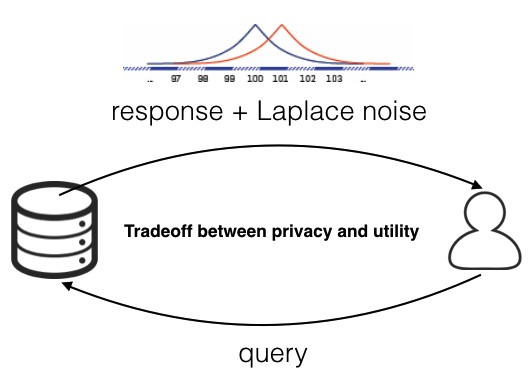 .. 97 98 99 100 101 102 103 ..
response + Laplace noise
Tradeoff between privacy and utility
query